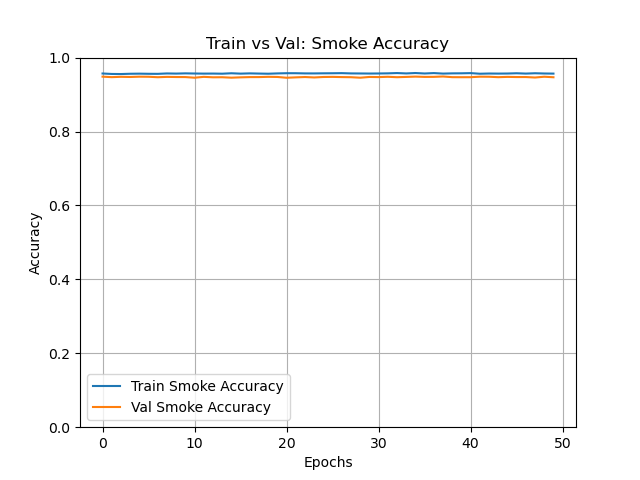 Train vs Val: Smoke Accuracy
1.0
0.8
0.6
0.4
0.2
0.0
Accuracy
Train Smoke Accuracy
Val Smoke Accuracy
0 10 20 30 40 50
Epochs